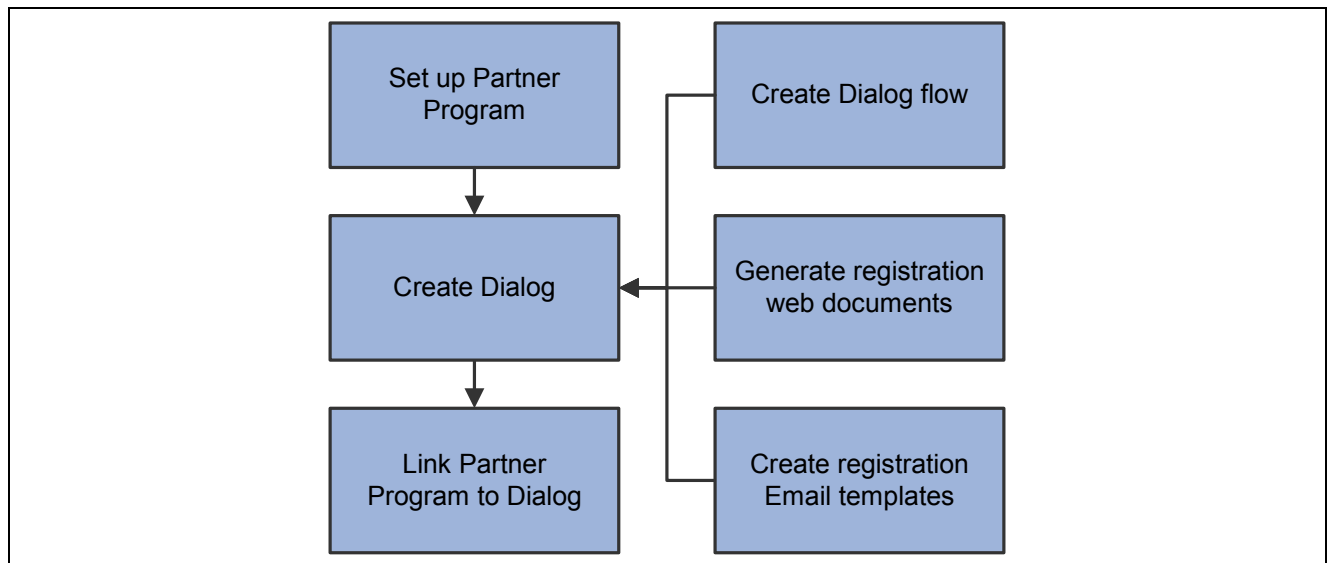 Set up Partner
Program
Create Dialog flow
Create Dialog
Generate registration
web documents
Link Partner
Program to Dialog
Create registration
Email templates